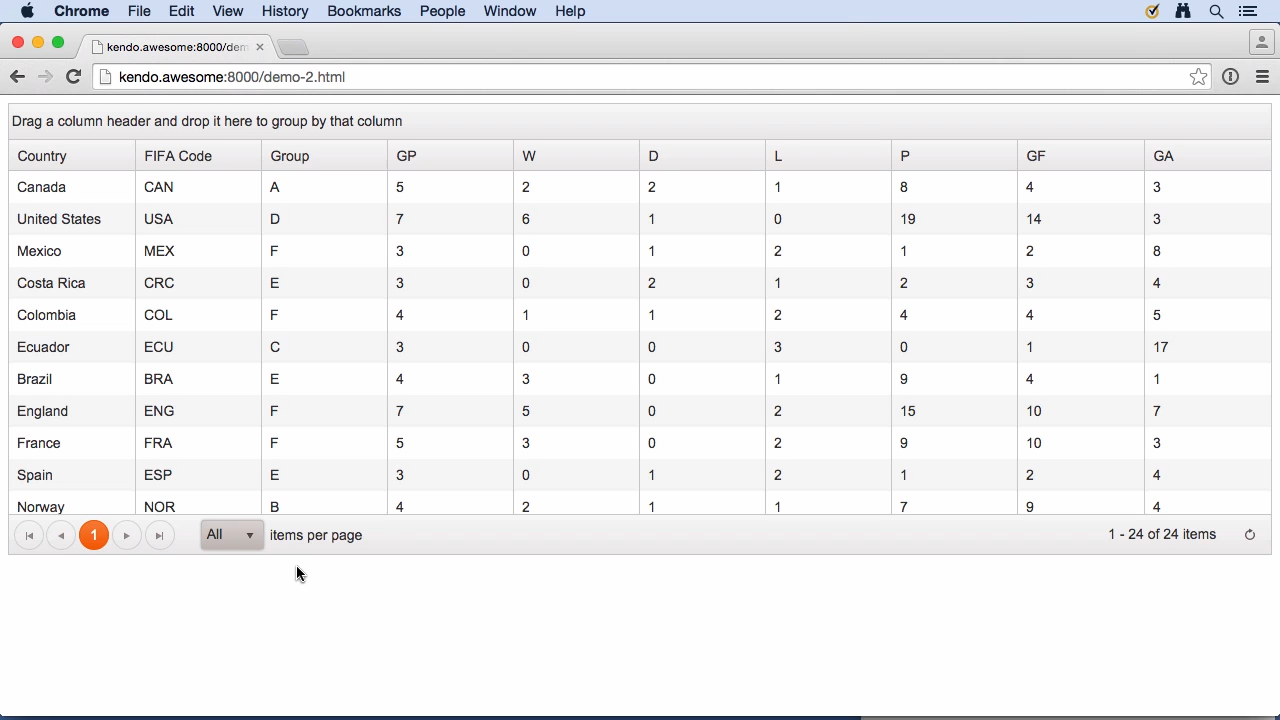 Chrome File Edit View History Bookmarks People Window Help
kendo.awesome:8000/dem
kendo.awesome:8000/demo-2.html
Drag a column header and drop it here to group by that column
Country FIFA Code Group GP W D L P GF GA
Canada CAN A 5 2 2 1 8 4 3
United States USA D 7 6 1 0 19 14 3
Mexico MEX F 3 0 1 2 1 2 8
Costa Rica CRC E 3 0 2 1 2 3 4
Colombia COL F 4 1 1 2 4 4 5
Ecuador ECU C 3 0 0 3 0 1 17
Brazil BRA E 4 3 0 1 9 4 1
England ENG F 7 5 0 2 15 10 7
France FRA F 5 3 0 2 9 10 3
Spain ESP E 3 0 1 2 1 2 4
Norway NOR B 4 2 1 1 7 9 4
1 All items per page 1 - 24 of 24 items